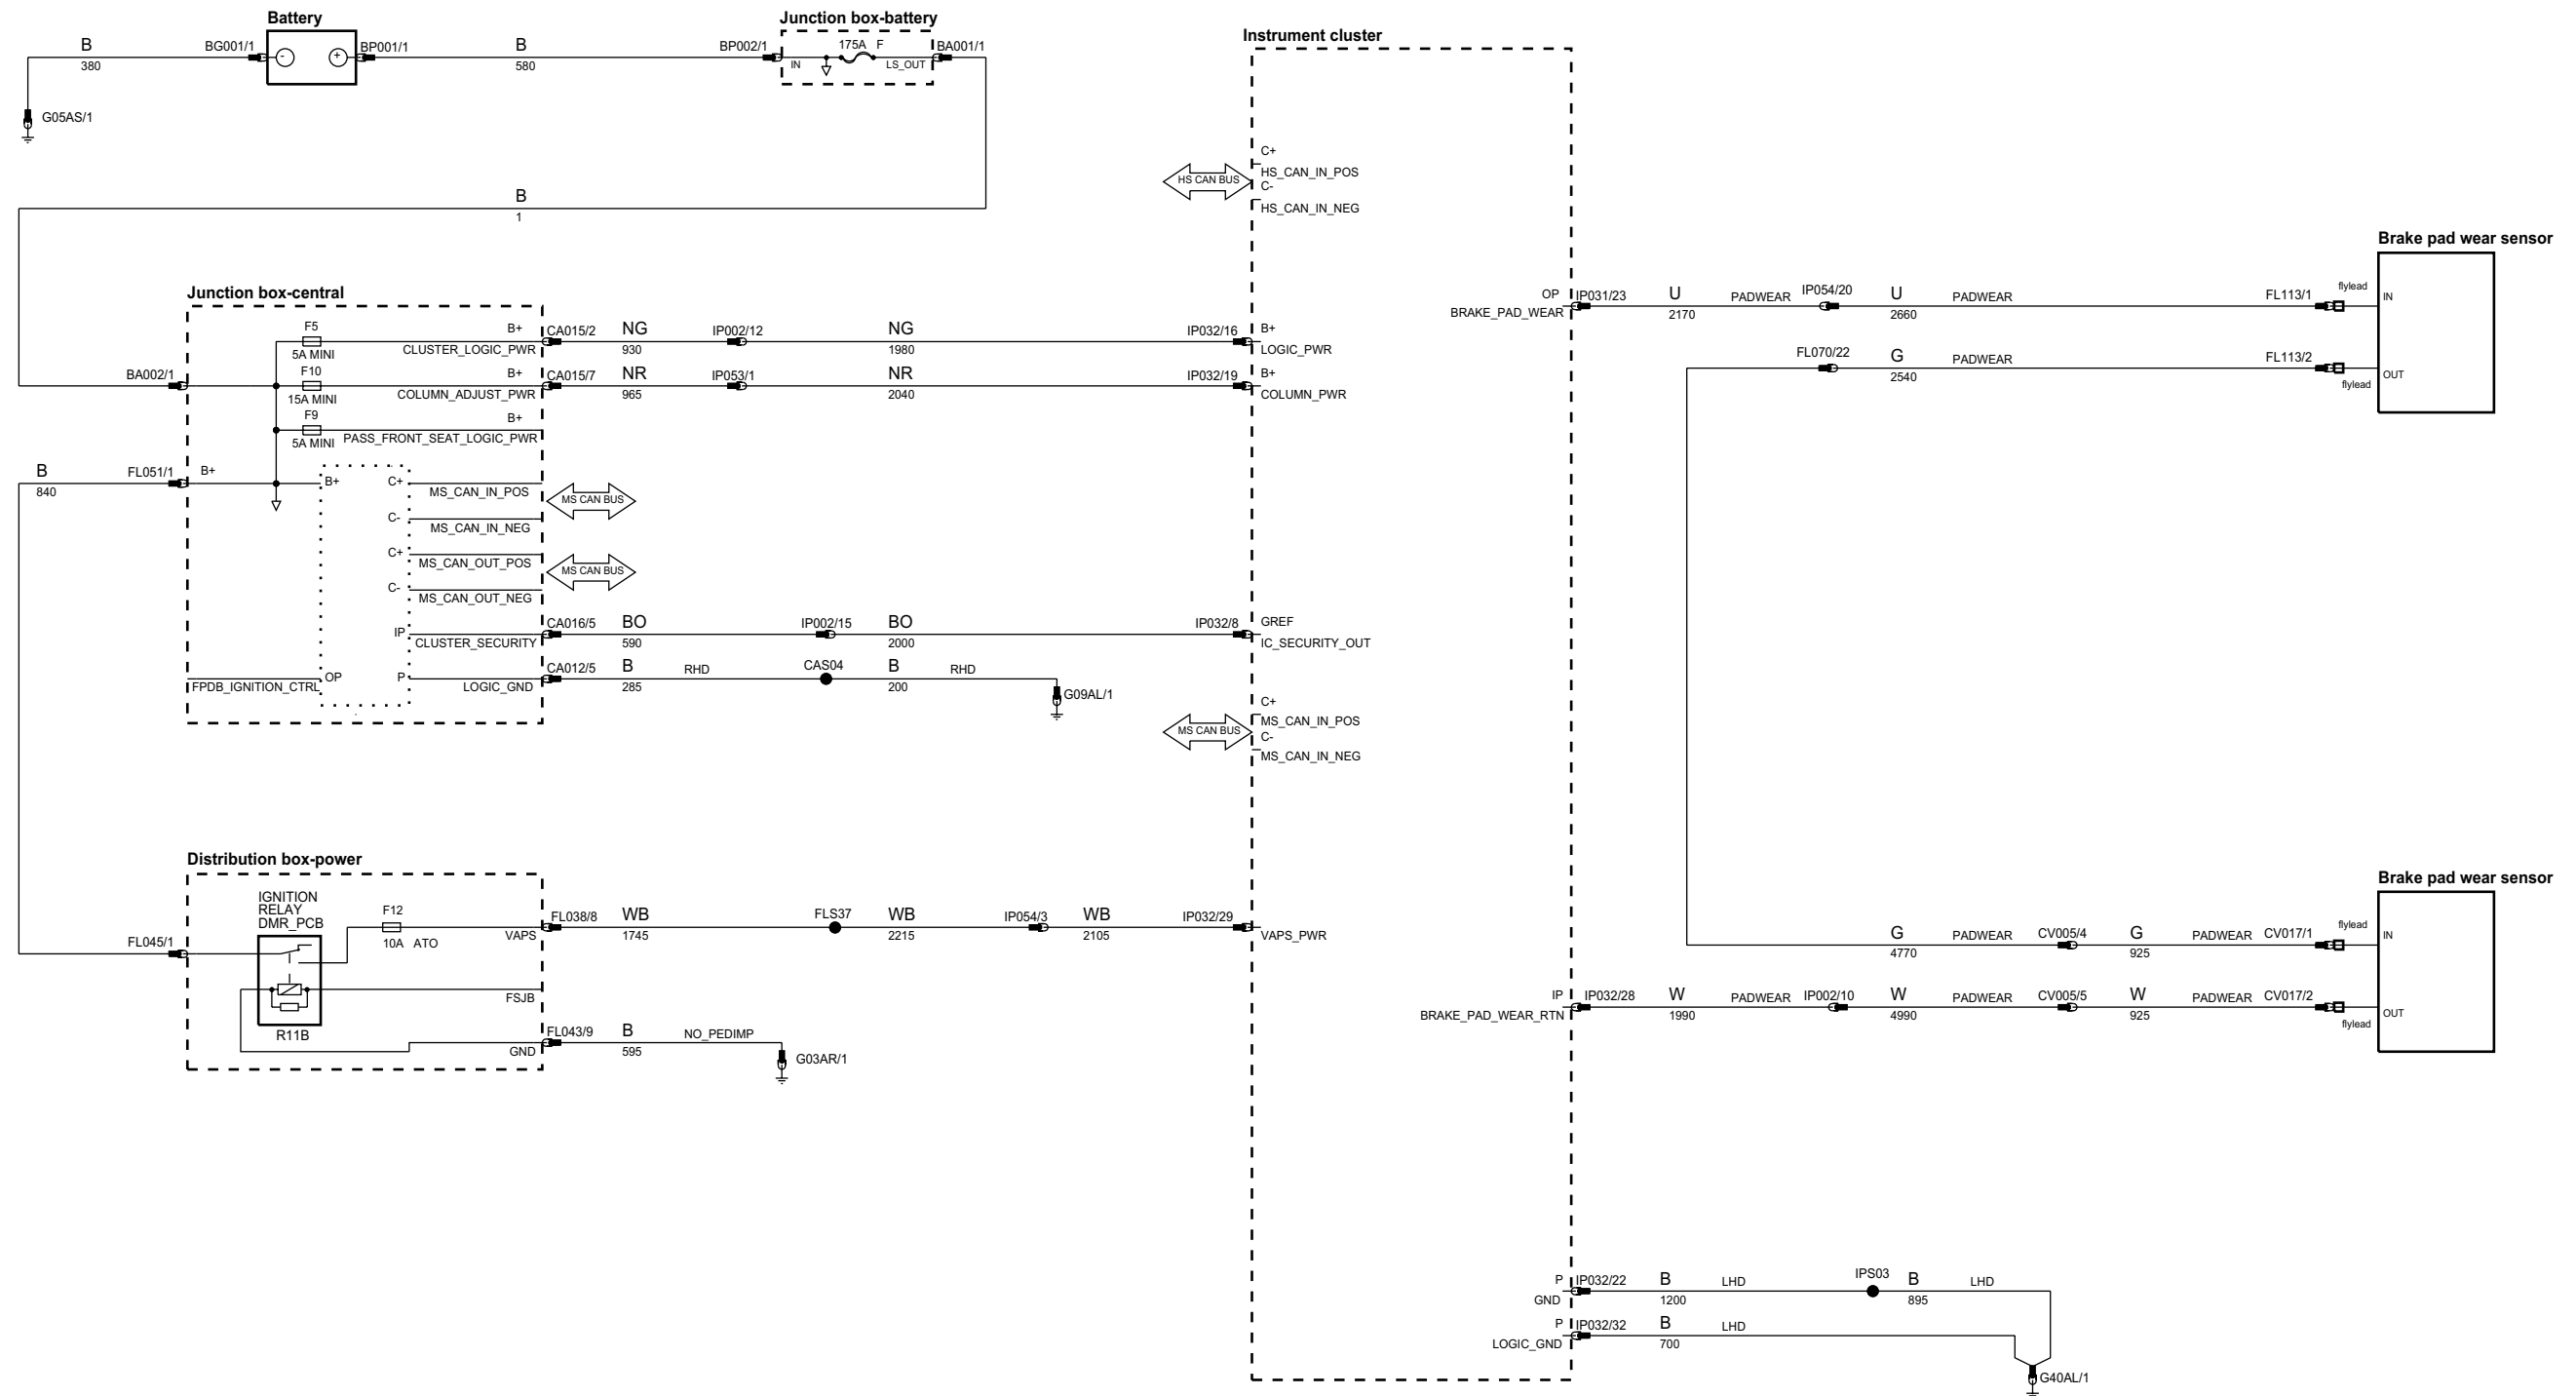 Battery
Junction box-battery
Instrument cluster
B
380
BG001/1
-
+
BP001/1
B
580
BP002/1
IN
175A F
LS_OUT
BA001/1
G05AS/1
B
1
C+
HS_CAN_IN_POS
HS CAN BUS
C-
HS_CAN_IN_NEG
Brake pad wear sensor
OP
BRAKE_PAD_WEAR
IP031/23
U
2170
PADWEAR
IP054/20
U
2660
PADWEAR
FL113/1
flylead
IN
FL070/22
G
2540
PADWEAR
FL113/2
flylead
OUT
Junction box-central
F5
5A MINI
B+
CLUSTER_LOGIC_PWR
CA015/2
NG
930
IP002/12
NG
1980
IP032/16
B+
LOGIC_PWR
BA002/1
F10
15A MINI
B+
COLUMN_ADJUST_PWR
CA015/7
NR
965
IP053/1
NR
2040
IP032/19
B+
COLUMN_PWR
F9
5A MINI
B+
PASS_FRONT_SEAT_LOGIC_PWR
B
840
FL051/1
B+
B+
C+
MS_CAN_IN_POS
MS CAN BUS
C-
MS_CAN_IN_NEG
C+
MS_CAN_OUT_POS
MS CAN BUS
C-
MS_CAN_OUT_NEG
IP
CLUSTER_SECURITY
CA016/5
BO
590
IP002/15
BO
2000
IP032/8
GREF
IC_SECURITY_OUT
FPDB_IGNITION_CTRL
OP
P
LOGIC_GND
CA012/5
B
285
RHD
CAS04
B
200
RHD
G09AL/1
C+
MS_CAN_IN_POS
MS CAN BUS
C-
MS_CAN_IN_NEG
Distribution box-power
IGNITION
RELAY
DMR_PCB
F12
10A ATO
VAPS
FL038/8
WB
1745
FLS37
WB
2215
IP054/3
WB
2105
IP032/29
VAPS_PWR
FL045/1
FSJB
R11B
GND
FL043/9
B
595
NO_PEDIMP
G03AR/1
Brake pad wear sensor
G
4770
PADWEAR
CV005/4
G
925
PADWEAR
CV017/1
flylead
IN
IP
BRAKE_PAD_WEAR_RTN
IP032/28
W
1990
PADWEAR
IP002/10
W
4990
PADWEAR
CV005/5
W
925
PADWEAR
CV017/2
flylead
OUT
P
GND
IP032/22
B
1200
LHD
IPS03
B
895
LHD
P
LOGIC_GND
IP032/32
B
700
LHD
G40AL/1